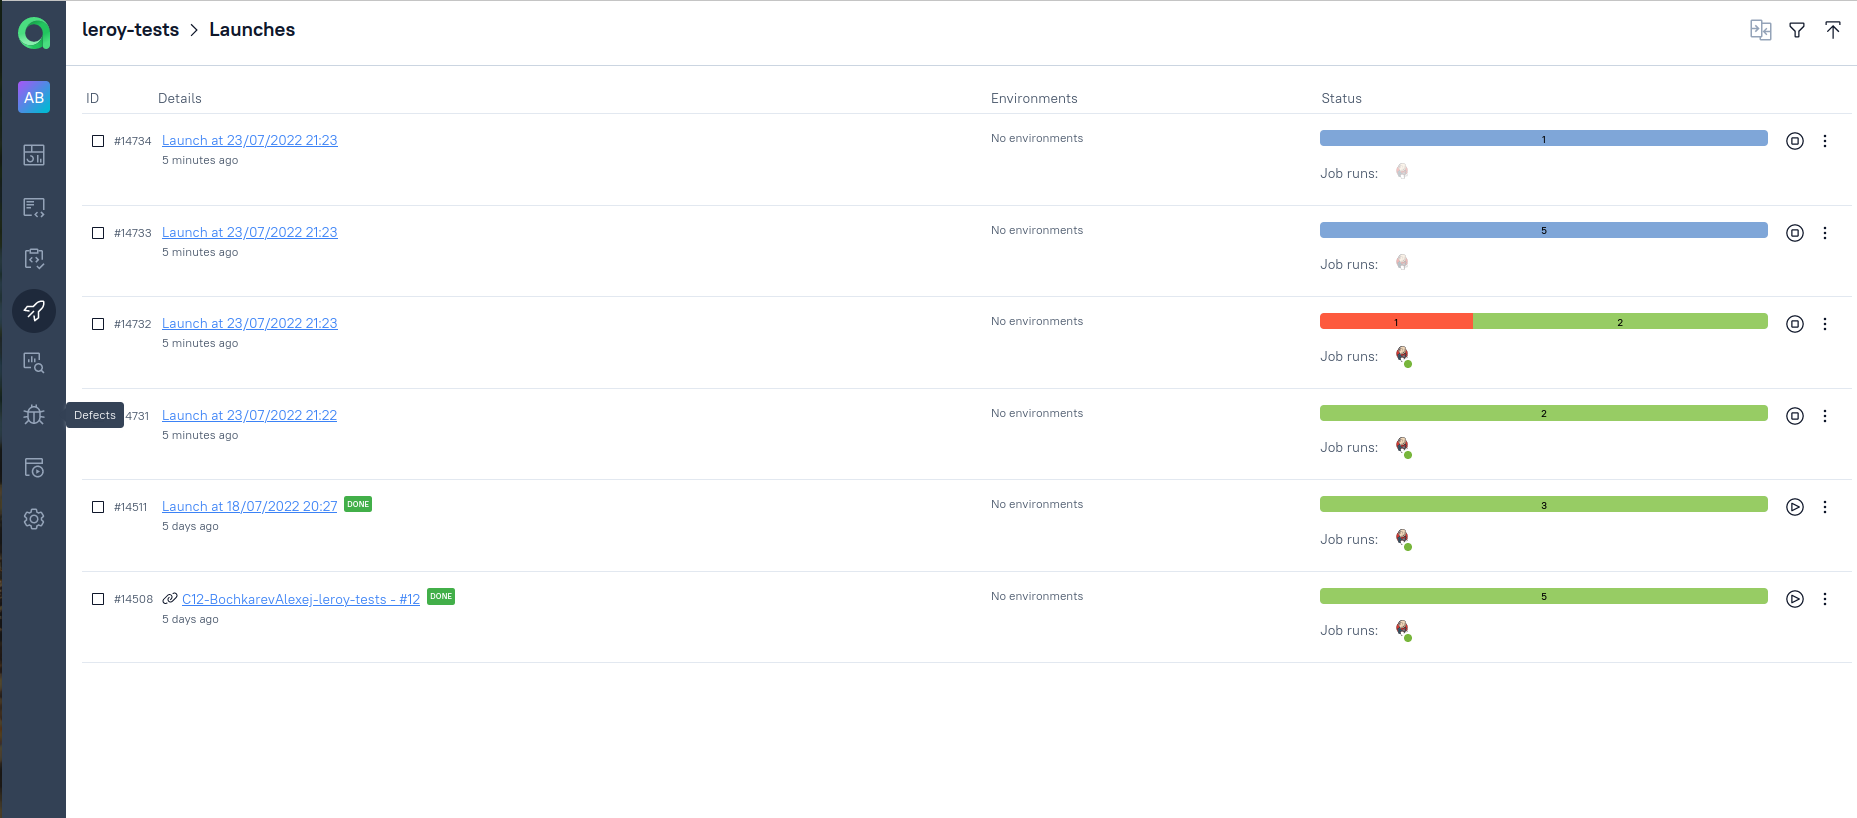 leroy-tests > Launches
AB
ID Details Environments Status
#14734 Launch at 23/07/2022 21:23 No environments 1
5 minutes ago Job runs:
#14733 Launch at 23/07/2022 21:23 No environments 5
5 minutes ago Job runs:
#14732 Launch at 23/07/2022 21:23 No environments 1 2
5 minutes ago Job runs:
Defects 4731 Launch at 23/07/2022 21:22 No environments 2
5 minutes ago Job runs:
#14511 Launch at 18/07/2022 20:27 DONE No environments 3
5 days ago Job runs:
#14508 C12-BochkarevAlexej-leroy-tests - #12 DONE No environments 5
5 days ago Job runs: